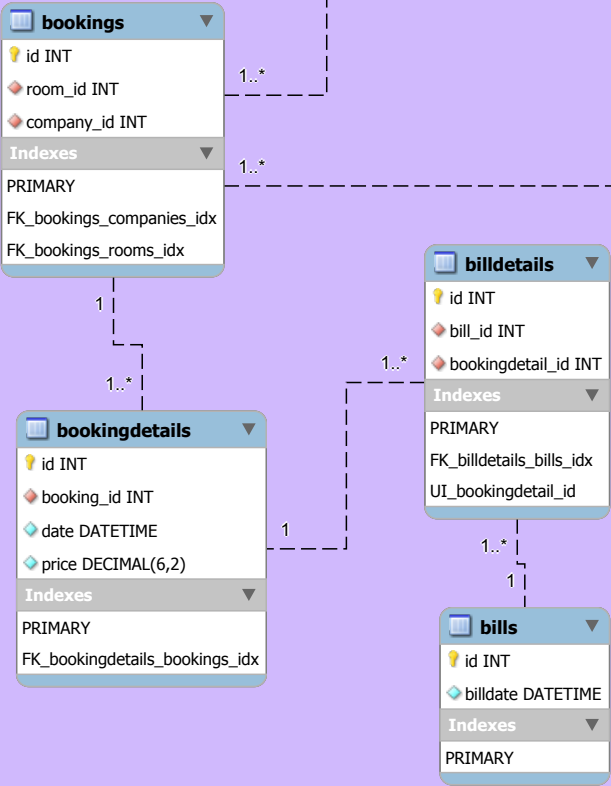 bookings
id INT
room_id INT
company_id INT
Indexes
PRIMARY
FK_bookings_companies_idx
FK_bookings_rooms_idx
1..*
1..*
1
1..*
bookingdetails
id INT
booking_id INT
date DATETIME
price DECIMAL(6,2)
Indexes
PRIMARY
FK_bookingdetails_bookings_idx
1
1..*
billdetails
id INT
bill_id INT
bookingdetail_id INT
Indexes
PRIMARY
FK_billdetails_bills_idx
UI_bookingdetail_id
1..*
1
bills
id INT
billdate DATETIME
Indexes
PRIMARY